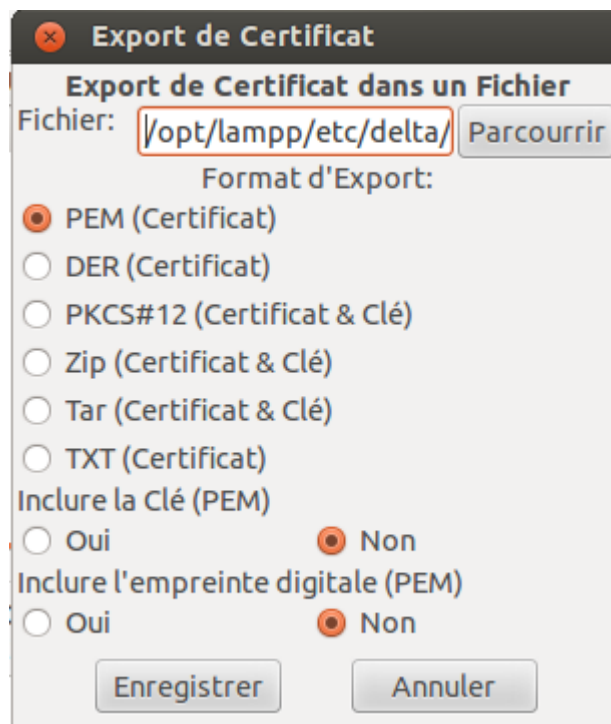 Export de Certificat
Export de Certificat dans un Fichier
Fichier: /opt/lampp/etc/delta/ Parcourrir
Format d'Export:
PEM (Certificat)
DER (Certificat)
PKCS#12 (Certificat & Clé)
Zip (Certificat & Clé)
Tar (Certificat & Clé)
TXT (Certificat)
Inclure la Clé (PEM)
Oui Non
Inclure l'empreinte digitale (PEM)
Oui Non
Enregistrer Annuler